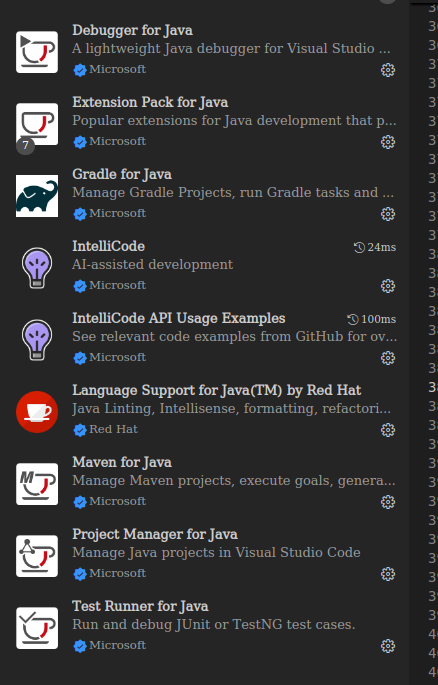 Debugger for Java
A lightweight Java debugger for Visual Studio ...
Microsoft
Extension Pack for Java
Popular extensions for Java development that p...
7
Microsoft
Gradle for Java
Manage Gradle Projects, run Gradle tasks and ...
Microsoft
IntelliCode
24ms
AI-assisted development
Microsoft
IntelliCode API Usage Examples
100ms
See relevant code examples from GitHub for ov...
Microsoft
Language Support for Java(TM) by Red Hat
Java Linting, Intellisense, formatting, refactori...
Red Hat
Maven for Java
M
Manage Maven projects, execute goals, genera...
Microsoft
Project Manager for Java
Manage Java projects in Visual Studio Code
Microsoft
Test Runner for Java
Run and debug JUnit or TestNG test cases.
Microsoft